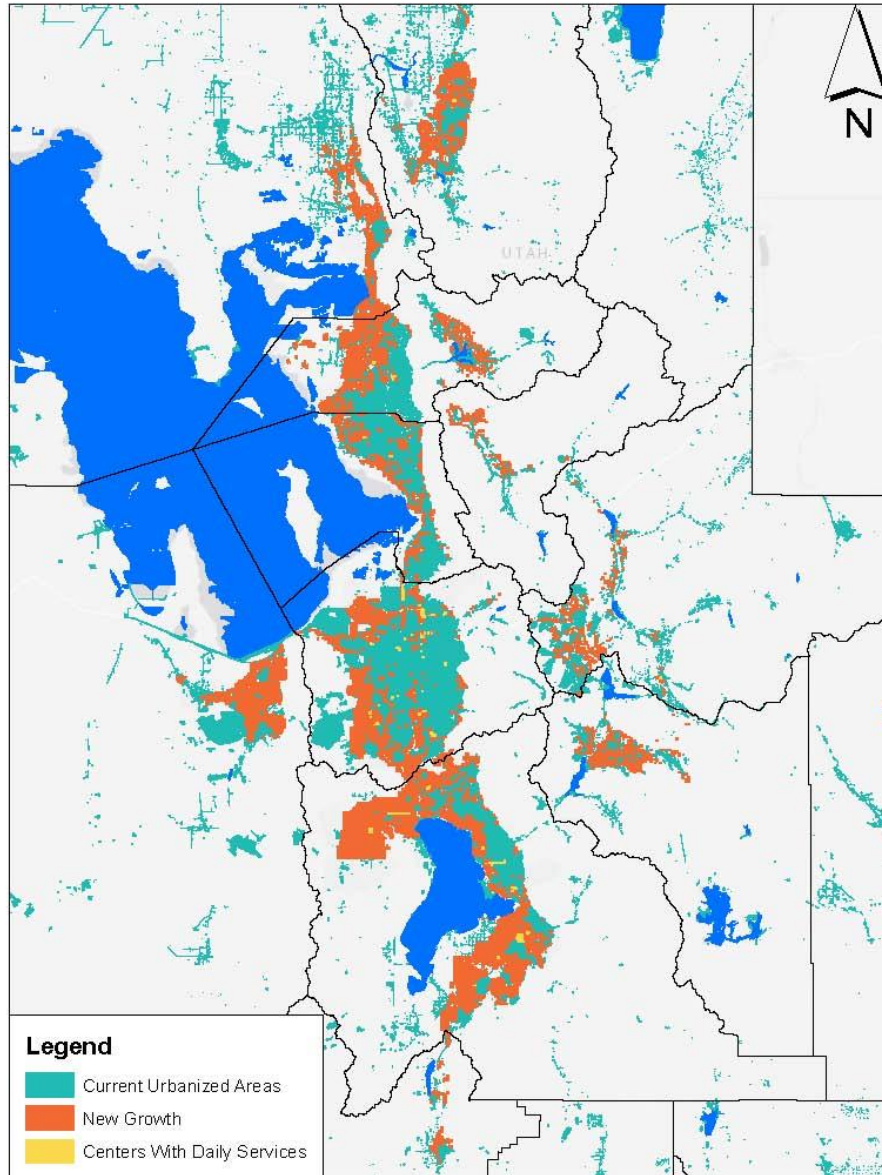 N
UTAH
Legend
Current Urbanized Areas
New Growth
Centers With Daily Services